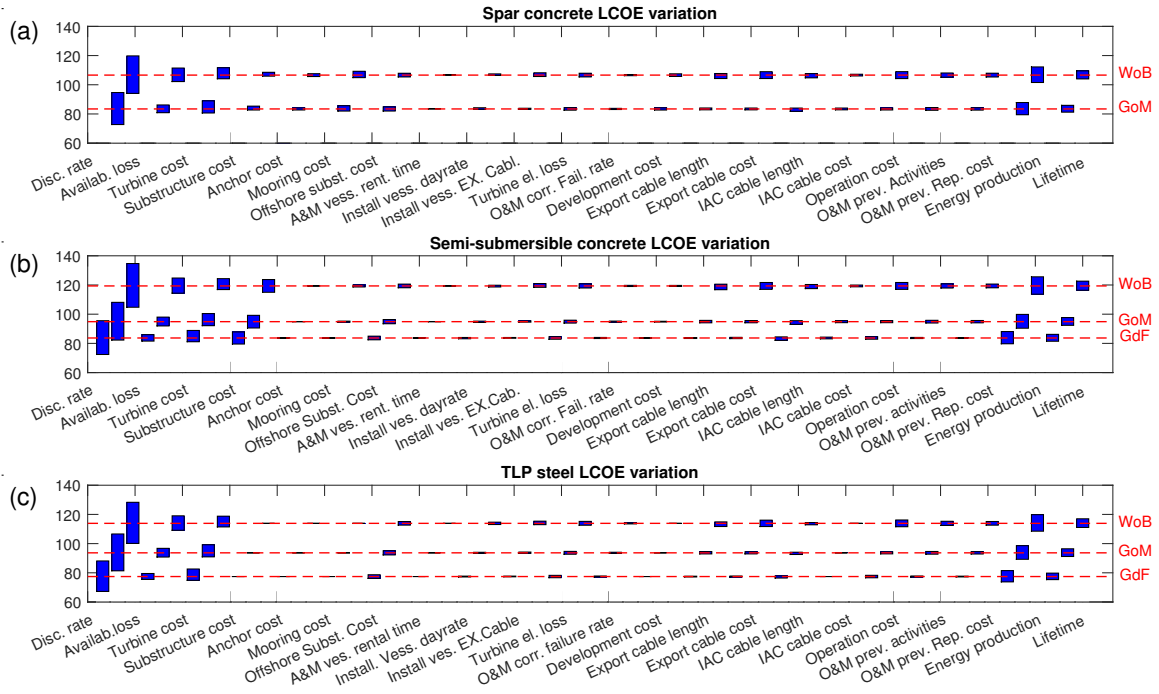 Spar concrete LCOE variation
(a)
140
120
100
80
60
WoB
GoM
Disc. rate
Availab. loss
Turbine cost
Substructure cost
Anchor cost
Mooring cost
Offshore subst. cost
A&M vess. rent. time
Install vess. dayrate
Install vess. EX. Cabl.
Turbine el. loss
O&M corr. Fail. rate
Development cost
Export cable length
Export cable cost
IAC cable length
IAC cable cost
Operation cost
O&M prev. Activities
O&M prev. Rep. cost
Energy production
Lifetime
Semi-submersible concrete LCOE variation
(b)
140
120
100
80
60
WoB
GoM
GdF
Disc. rate
Availab. loss
Turbine cost
Substructure cost
Anchor cost
Mooring cost
Offshore Subst. Cost
A&M ves. rent. time
Install ves. dayrate
Install ves. EX.Cab.
Turbine el. loss
O&M corr. Fail. rate
Development cost
Export cable length
Export cable cost
IAC cable length
IAC cable cost
Operation cost
O&M prev. activities
O&M prev. Rep. cost
Energy production
Lifetime
TLP steel LCOE variation
(c)
140
120
100
80
60
WoB
GoM
GdF
Disc. rate
Availab.loss
Turbine cost
Substructure cost
Anchor cost
Mooring cost
Offshore Subst. Cost
A&M ves. rental time
Install. Vess. dayrate
Install ves. EX.Cable
Turbine el. loss
O&M corr. failure rate
Development cost
Export cable length
Export cable cost
IAC cable length
IAC cable cost
Operation cost
O&M prev. activities
O&M prev. Rep. cost
Energy production
Lifetime